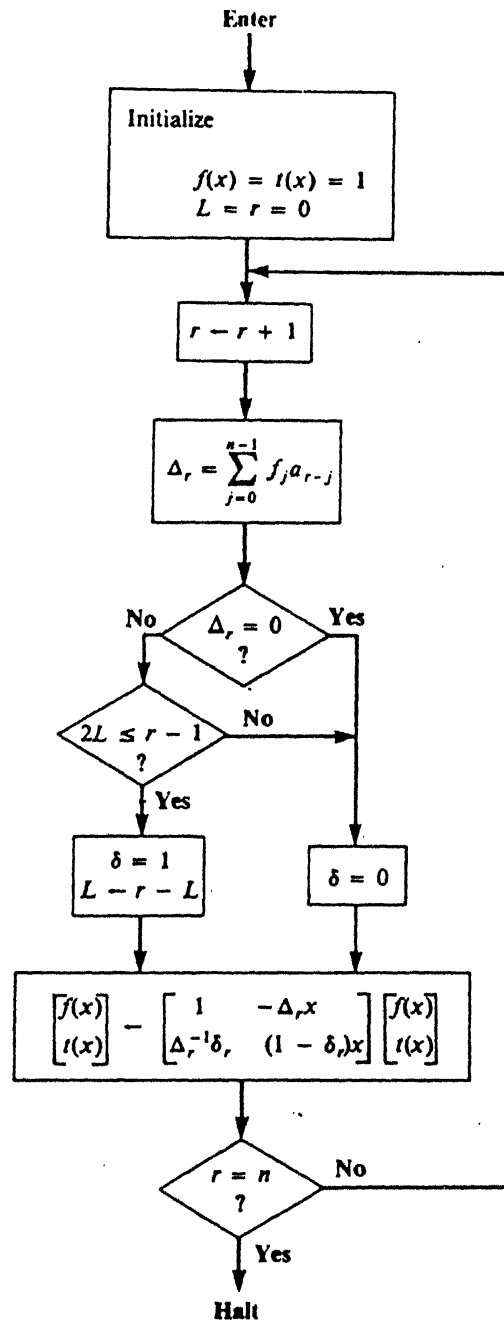 Enter
Initialize
f(x) = t(x) = 1
L = r = 0
r ← r + 1
Δ_r = \sum_{j=0}^{n-1} f_j a_{r-j}
No
Δ_r = 0
?
Yes
2L ≤ r - 1
?
No
Yes
δ = 1
L ← r - L
δ = 0
[f(x)] ← [1 -Δ_r x] [f(x)]
[t(x)] [Δ_r^{-1}δ_r (1 - δ_r)x] [t(x)]
r = n
?
No
Yes
Halt